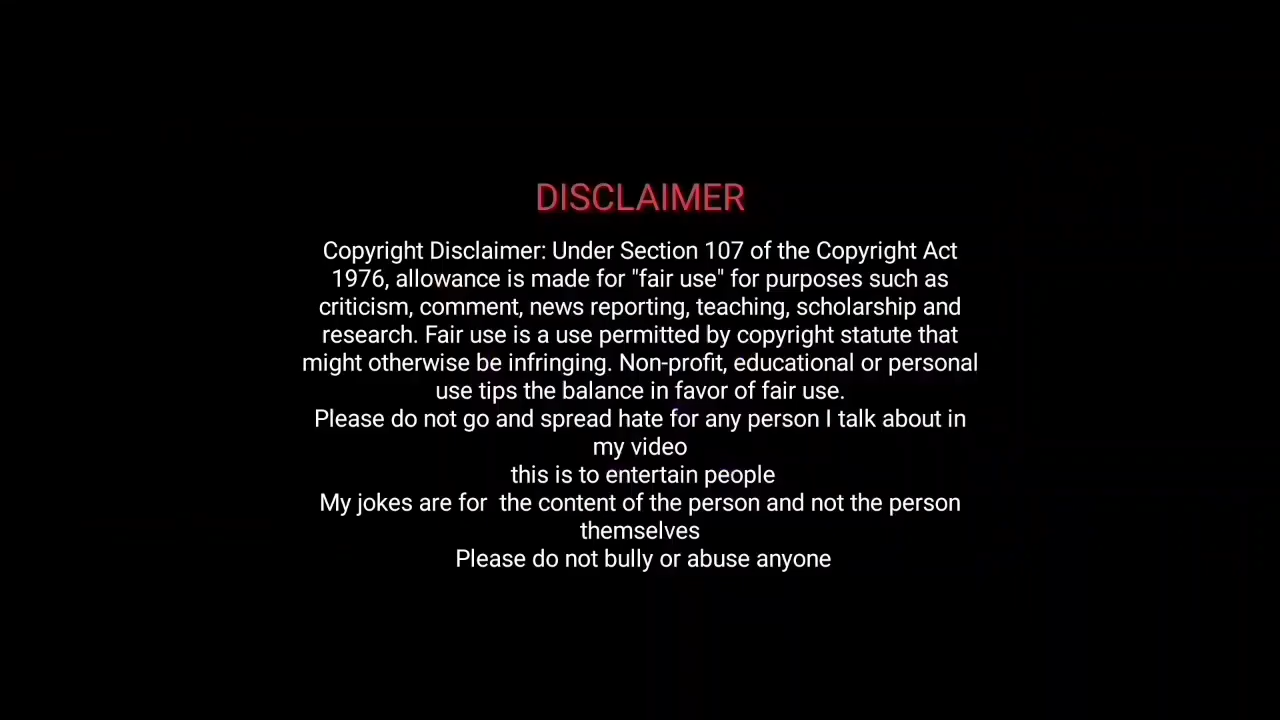 DISCLAIMER
Copyright Disclaimer: Under Section 107 of the Copyright Act
1976, allowance is made for "fair use" for purposes such as
criticism, comment, news reporting, teaching, scholarship and
research. Fair use is a use permitted by copyright statute that
might otherwise be infringing. Non-profit, educational or personal
use tips the balance in favor of fair use.
Please do not go and spread hate for any person I talk about in
my video
this is to entertain people
My jokes are for  the content of the person and not the person
themselves
Please do not bully or abuse anyone